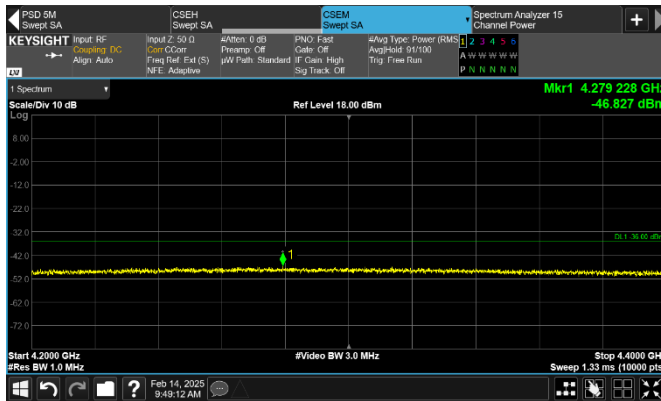 PSD 5M
Swept SA
CSEH
Swept SA
CSEM
Swept SA
Spectrum Analyzer 15
Channel Power
+
KEYSIGHT
Input: RF
Coupling: DC
Align: Auto
Input Z: 50 Ω
Corr CCorr
Freq Ref: Ext (S)
NFE: Adaptive
#Atten: 0 dB
Preamp: Off
µW Path: Standard
PNO: Fast
Gate: Off
IF Gain: High
Sig Track: Off
#Avg Type: Power (RMS
Avg|Hold: 91/100
Trig: Free Run
1 2 3 4 5 6
A W W W W W
P N N N N N
LXI
1 Spectrum
Scale/Div 10 dB
Ref Level 18.00 dBm
Mkr1 4.279 228 GHz
-46.827 dBm
Log
8.00
-2.00
-12.0
-22.0
-32.0
-42.0
-52.0
-62.0
-72.0
DL1 -36.00 dBm
1
Start 4.2000 GHz
#Res BW 1.0 MHz
#Video BW 3.0 MHz
Stop 4.4000 GHz
Sweep 1.33 ms (10000 pts
?
Feb 14, 2025
9:49:12 AM